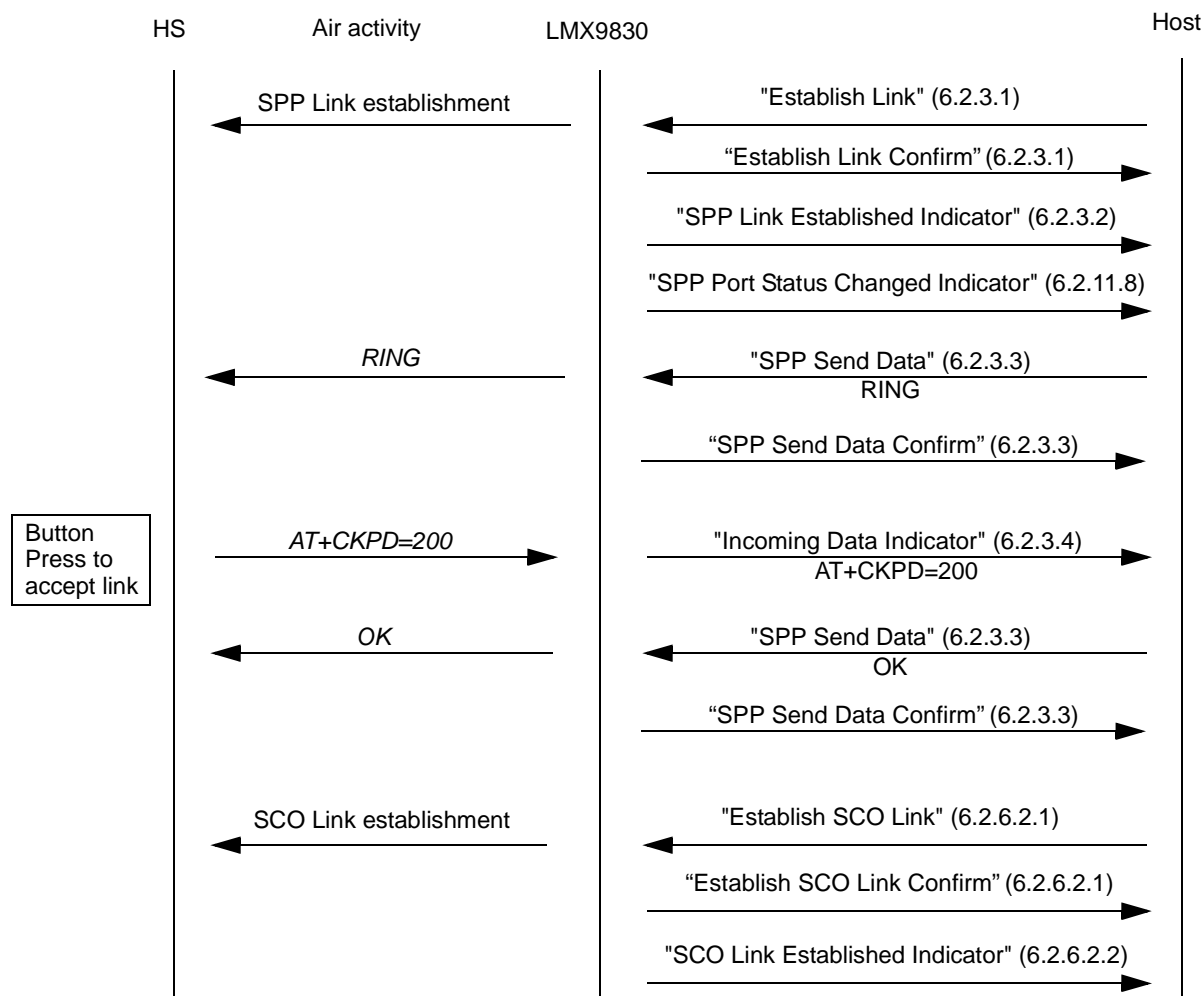 HS Air activity LMX9830 Host
SPP Link establishment "Establish Link" (6.2.3.1)
“Establish Link Confirm” (6.2.3.1)
"SPP Link Established Indicator" (6.2.3.2)
"SPP Port Status Changed Indicator" (6.2.11.8)
RING "SPP Send Data" (6.2.3.3)
RING
“SPP Send Data Confirm” (6.2.3.3)
Button
Press to
accept link
AT+CKPD=200 "Incoming Data Indicator" (6.2.3.4)
AT+CKPD=200
OK "SPP Send Data" (6.2.3.3)
OK
“SPP Send Data Confirm” (6.2.3.3)
SCO Link establishment "Establish SCO Link" (6.2.6.2.1)
“Establish SCO Link Confirm” (6.2.6.2.1)
"SCO Link Established Indicator" (6.2.6.2.2)